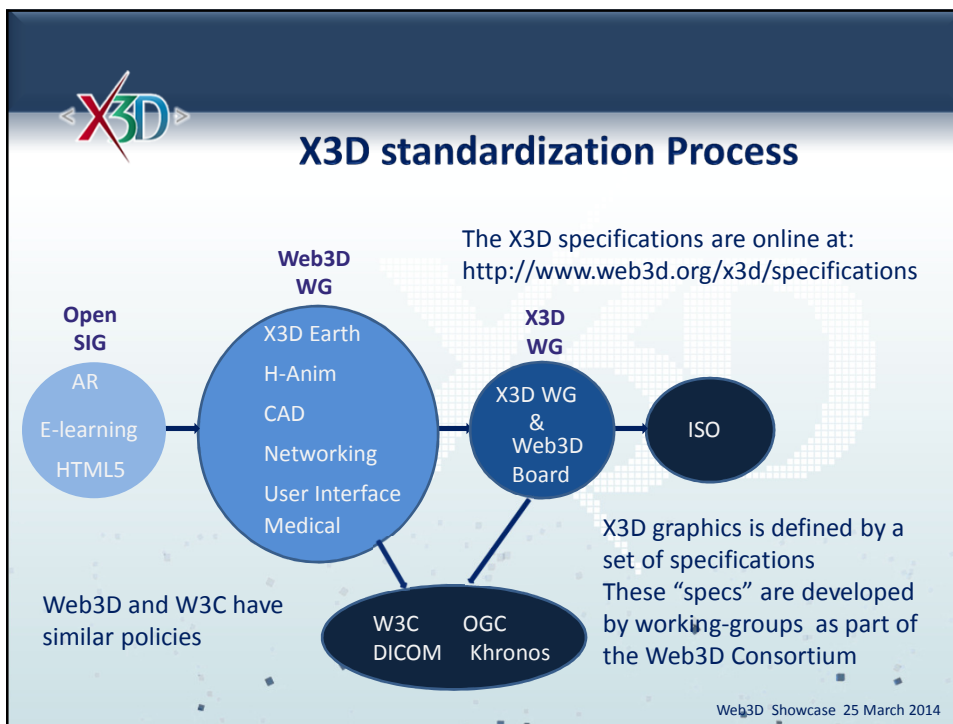 <X3D>
X3D standardization Process
The X3D specifications are online at:
http://www.web3d.org/x3d/specifications
Open
SIG
AR
E-learning
HTML5
Web3D
WG
X3D Earth
H-Anim
CAD
Networking
User Interface
Medical
X3D
WG
X3D WG
&
Web3D
Board
ISO
W3C OGC
DICOM Khronos
Web3D and W3C have
similar policies
X3D graphics is defined by a
set of specifications
These “specs” are developed
by working-groups as part of
the Web3D Consortium
Web3D Showcase 25 March 2014